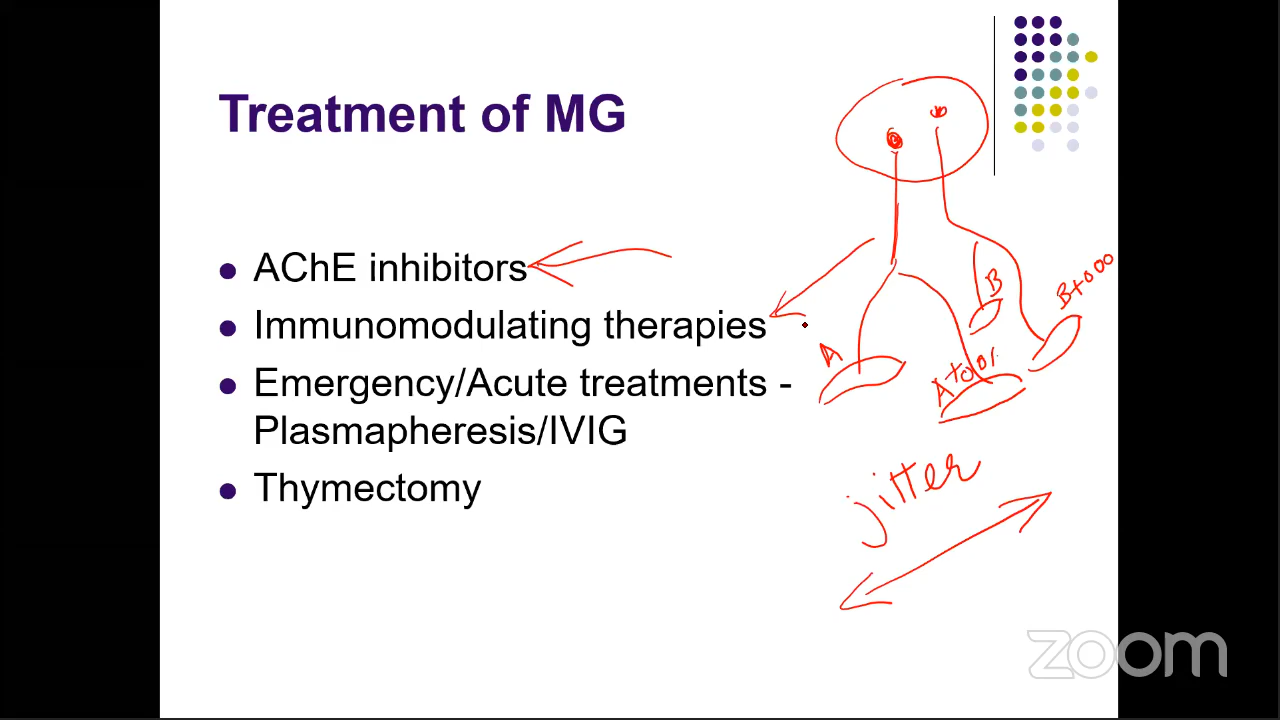 Treatment of MG
AChE inhibitors
Immunomodulating therapies
Emergency/Acute treatments -
Plasmapheresis/IVIG
Thymectomy
A
B
jitter
zoom